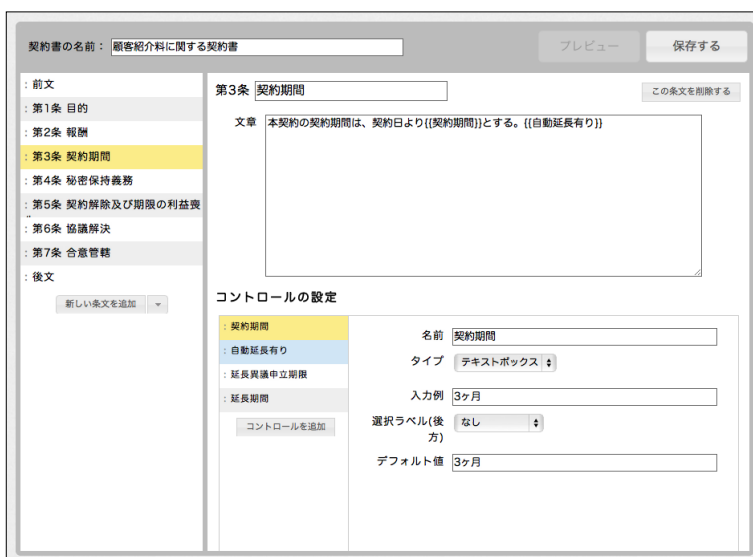 契約書の名前： 顧客紹介料に関する契約書
プレビュー
保存する
: 前文
: 第1条 目的
: 第2条 報酬
: 第3条 契約期間
: 第4条 秘密保持義務
: 第5条 契約解除及び期限の利益喪
: 第6条 協議解決
: 第7条 合意管轄
: 後文
新しい条文を追加
第3条 契約期間
この条文を削除する
文章 本契約の契約期間は、契約日より{{契約期間}}とする。{{自動延長有り}}
コントロールの設定
: 契約期間
: 自動延長有り
: 延長異議申立期限
: 延長期間
コントロールを追加
名前 契約期間
タイプ テキストボックス
入力例 3ヶ月
選択ラベル(後
方) なし
デフォルト値 3ヶ月